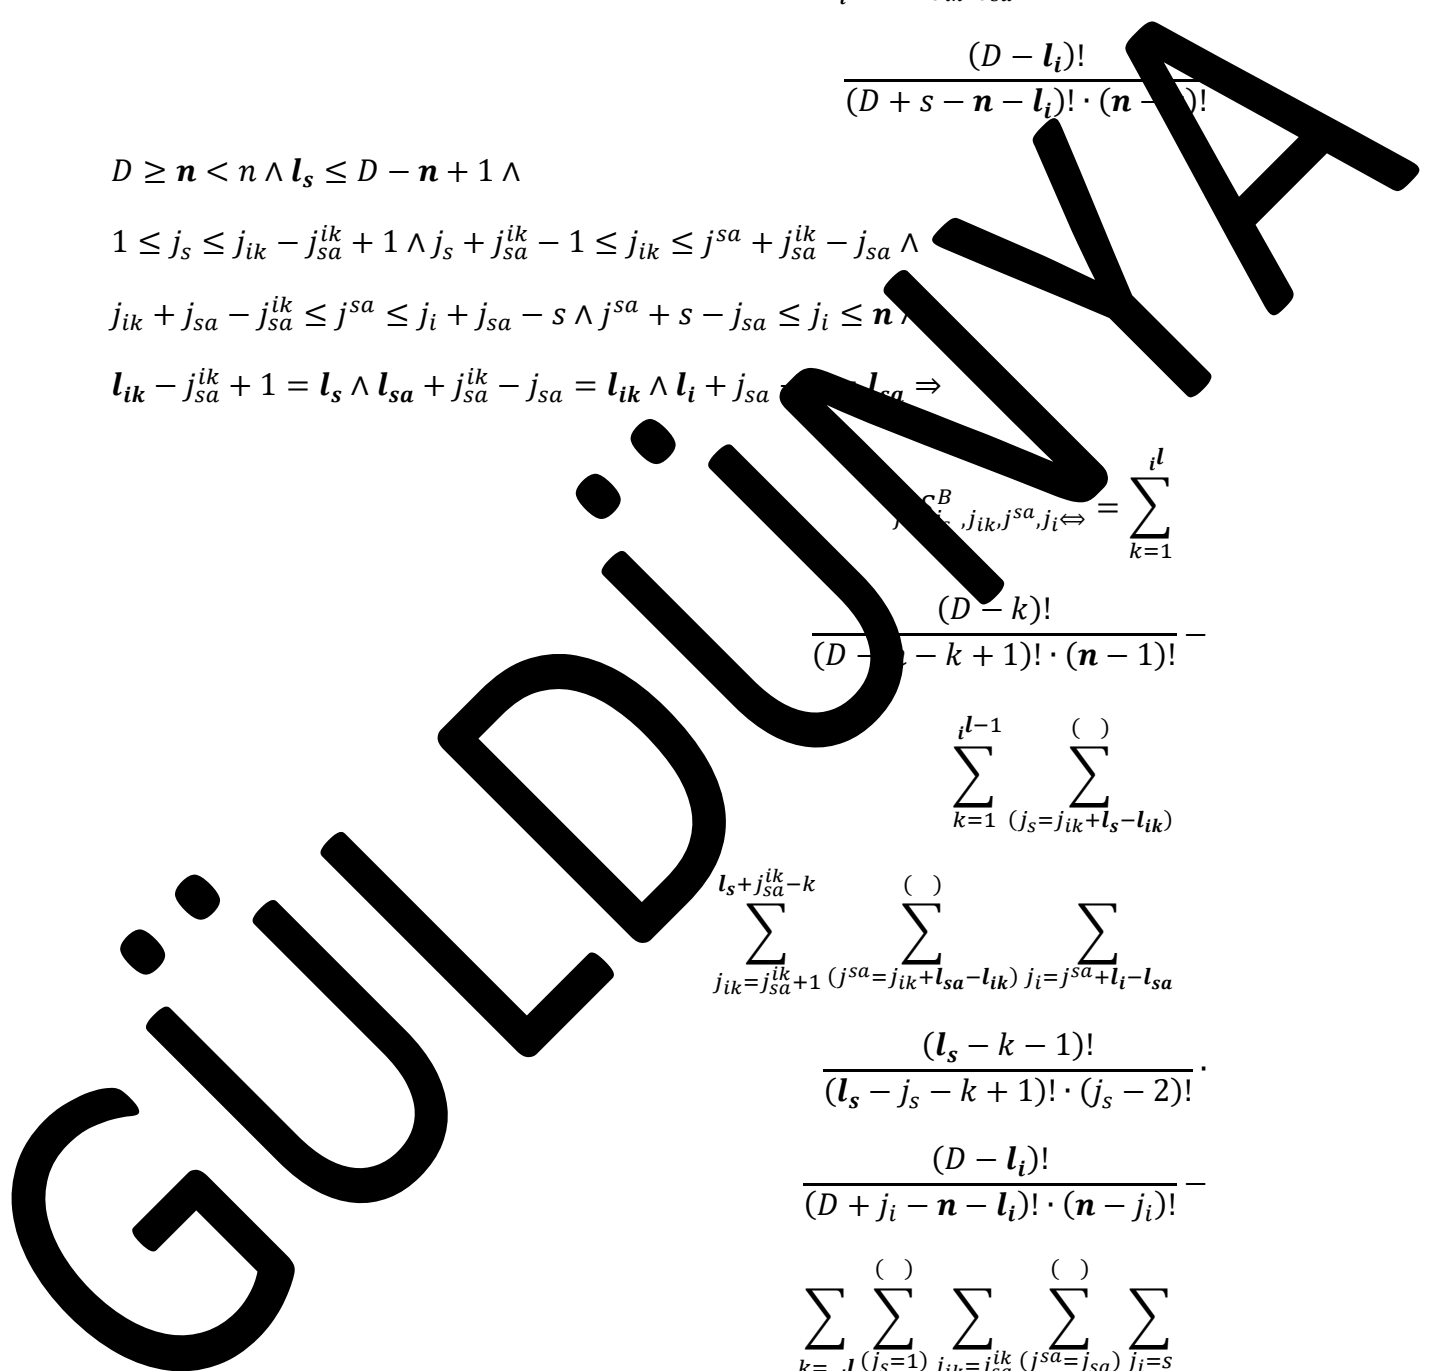 (D − l_i)!
(D + s − n − l_i)! · (n − )!
D ≥ n < n ∧ l_s ≤ D − n + 1 ∧
1 ≤ j_s ≤ j_ik − j_sa^ik + 1 ∧ j_s + j_sa^ik − 1 ≤ j_ik ≤ j^sa + j_sa^ik − j_sa ∧
j_ik + j_sa − j_sa^ik ≤ j^sa ≤ j_i + j_sa − s ∧ j^sa + s − j_sa ≤ j_i ≤ n ∧
l_ik − j_sa^ik + 1 = l_s ∧ l_sa + j_sa^ik − j_sa = l_ik ∧ l_i + j_sa l_sa ⇒
_i l
B , j_ik, j^sa, j_i ⇔ = ∑
k=1
(D − k)!
(D − − k + 1)! · (n − 1)! −
_i l−1 ( )
∑ ∑
k=1 (j_s=j_ik+l_s−l_ik)
l_s+j_sa^ik−k ( )
∑ ∑ ∑
j_ik=j_sa^ik+1 (j^sa=j_ik+l_sa−l_ik) j_i=j^sa+l_i−l_sa
(l_s − k − 1)!
(l_s − j_s − k + 1)! · (j_s − 2)! ·
(D − l_i)!
(D + j_i − n − l_i)! · (n − j_i)! −
( ) ( )
∑ ∑ ∑ ∑ ∑
(j_s=1) j_ik=j_sa^ik (j^sa=j_sa) j_i=s
GÜLDÜNYA